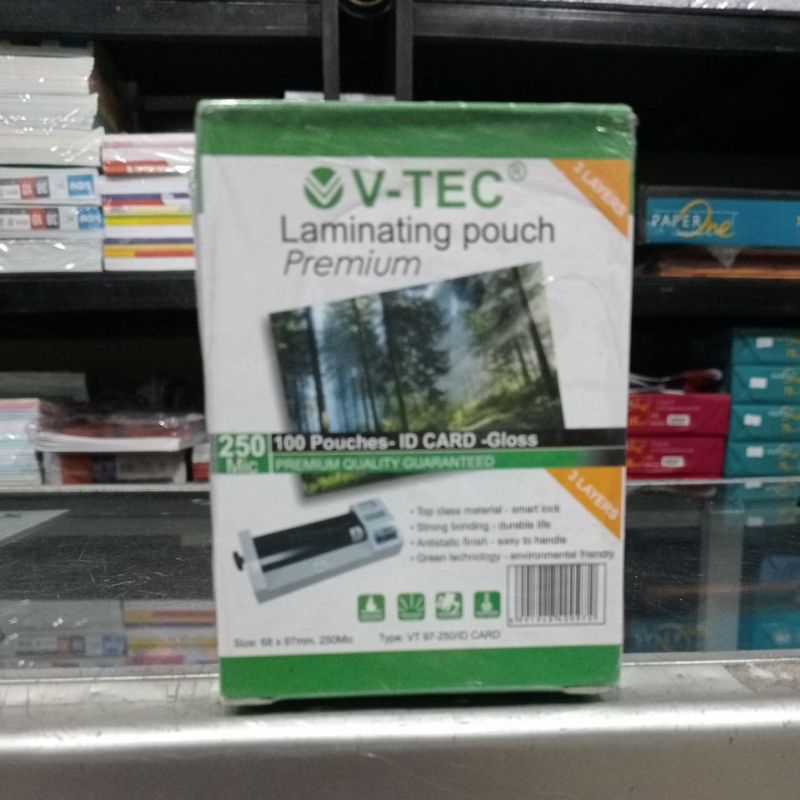 V-TEC®
Laminating pouch
Premium
3 LAYERS
250
Mic
100 Pouches- ID CARD -Gloss
PREMIUM QUALITY GUARANTEED
3 LAYERS
• Top class material - smart lock
• Strong bonding - durable life
• Antistatic finish - easy to handle
• Green technology - environmental friendly
Size: 68 x 97mm. 250Mic
Type: VT 97-250/ID CARD
PAPER One